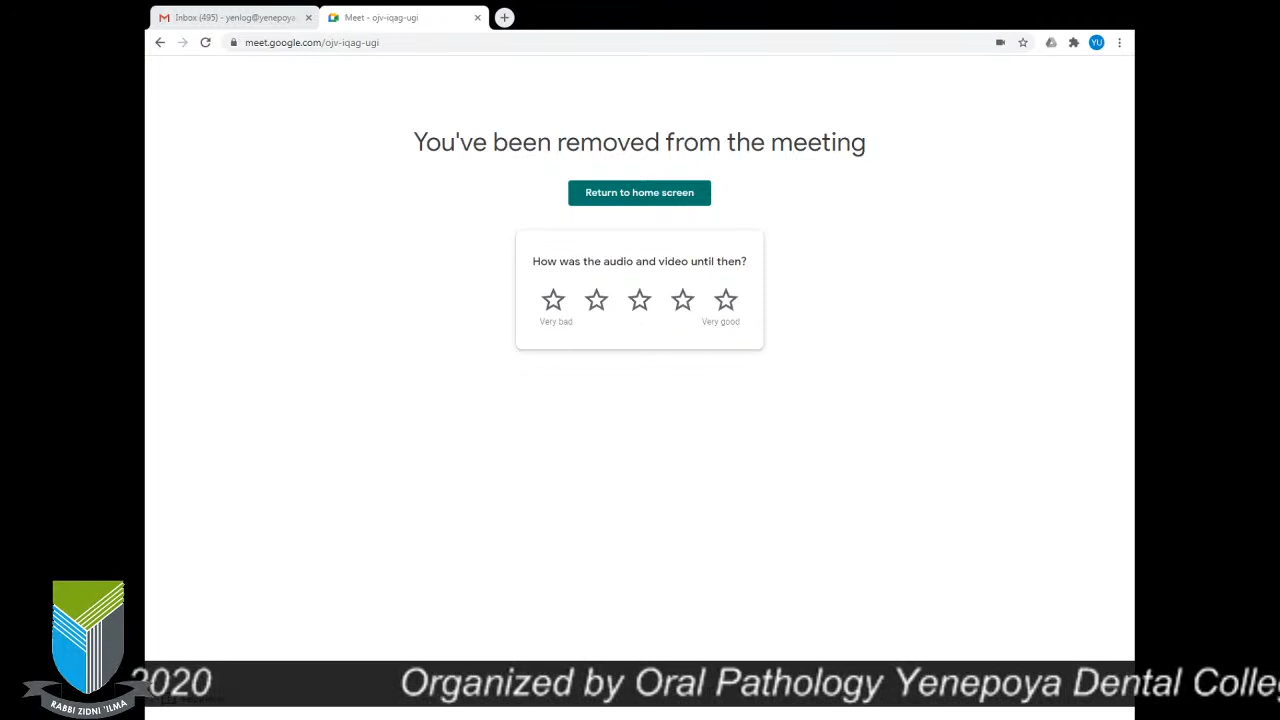 Inbox (495) - yenlog@yenepoya
Meet - ojv-iqag-ugi
meet.google.com/ojv-iqag-ugi
YU
You've been removed from the meeting
Return to home screen
How was the audio and video until then?
Very bad
Very good
2020 Organized by Oral Pathology Yenepoya Dental Colleg
RABBI ZIDNI 'ILMA